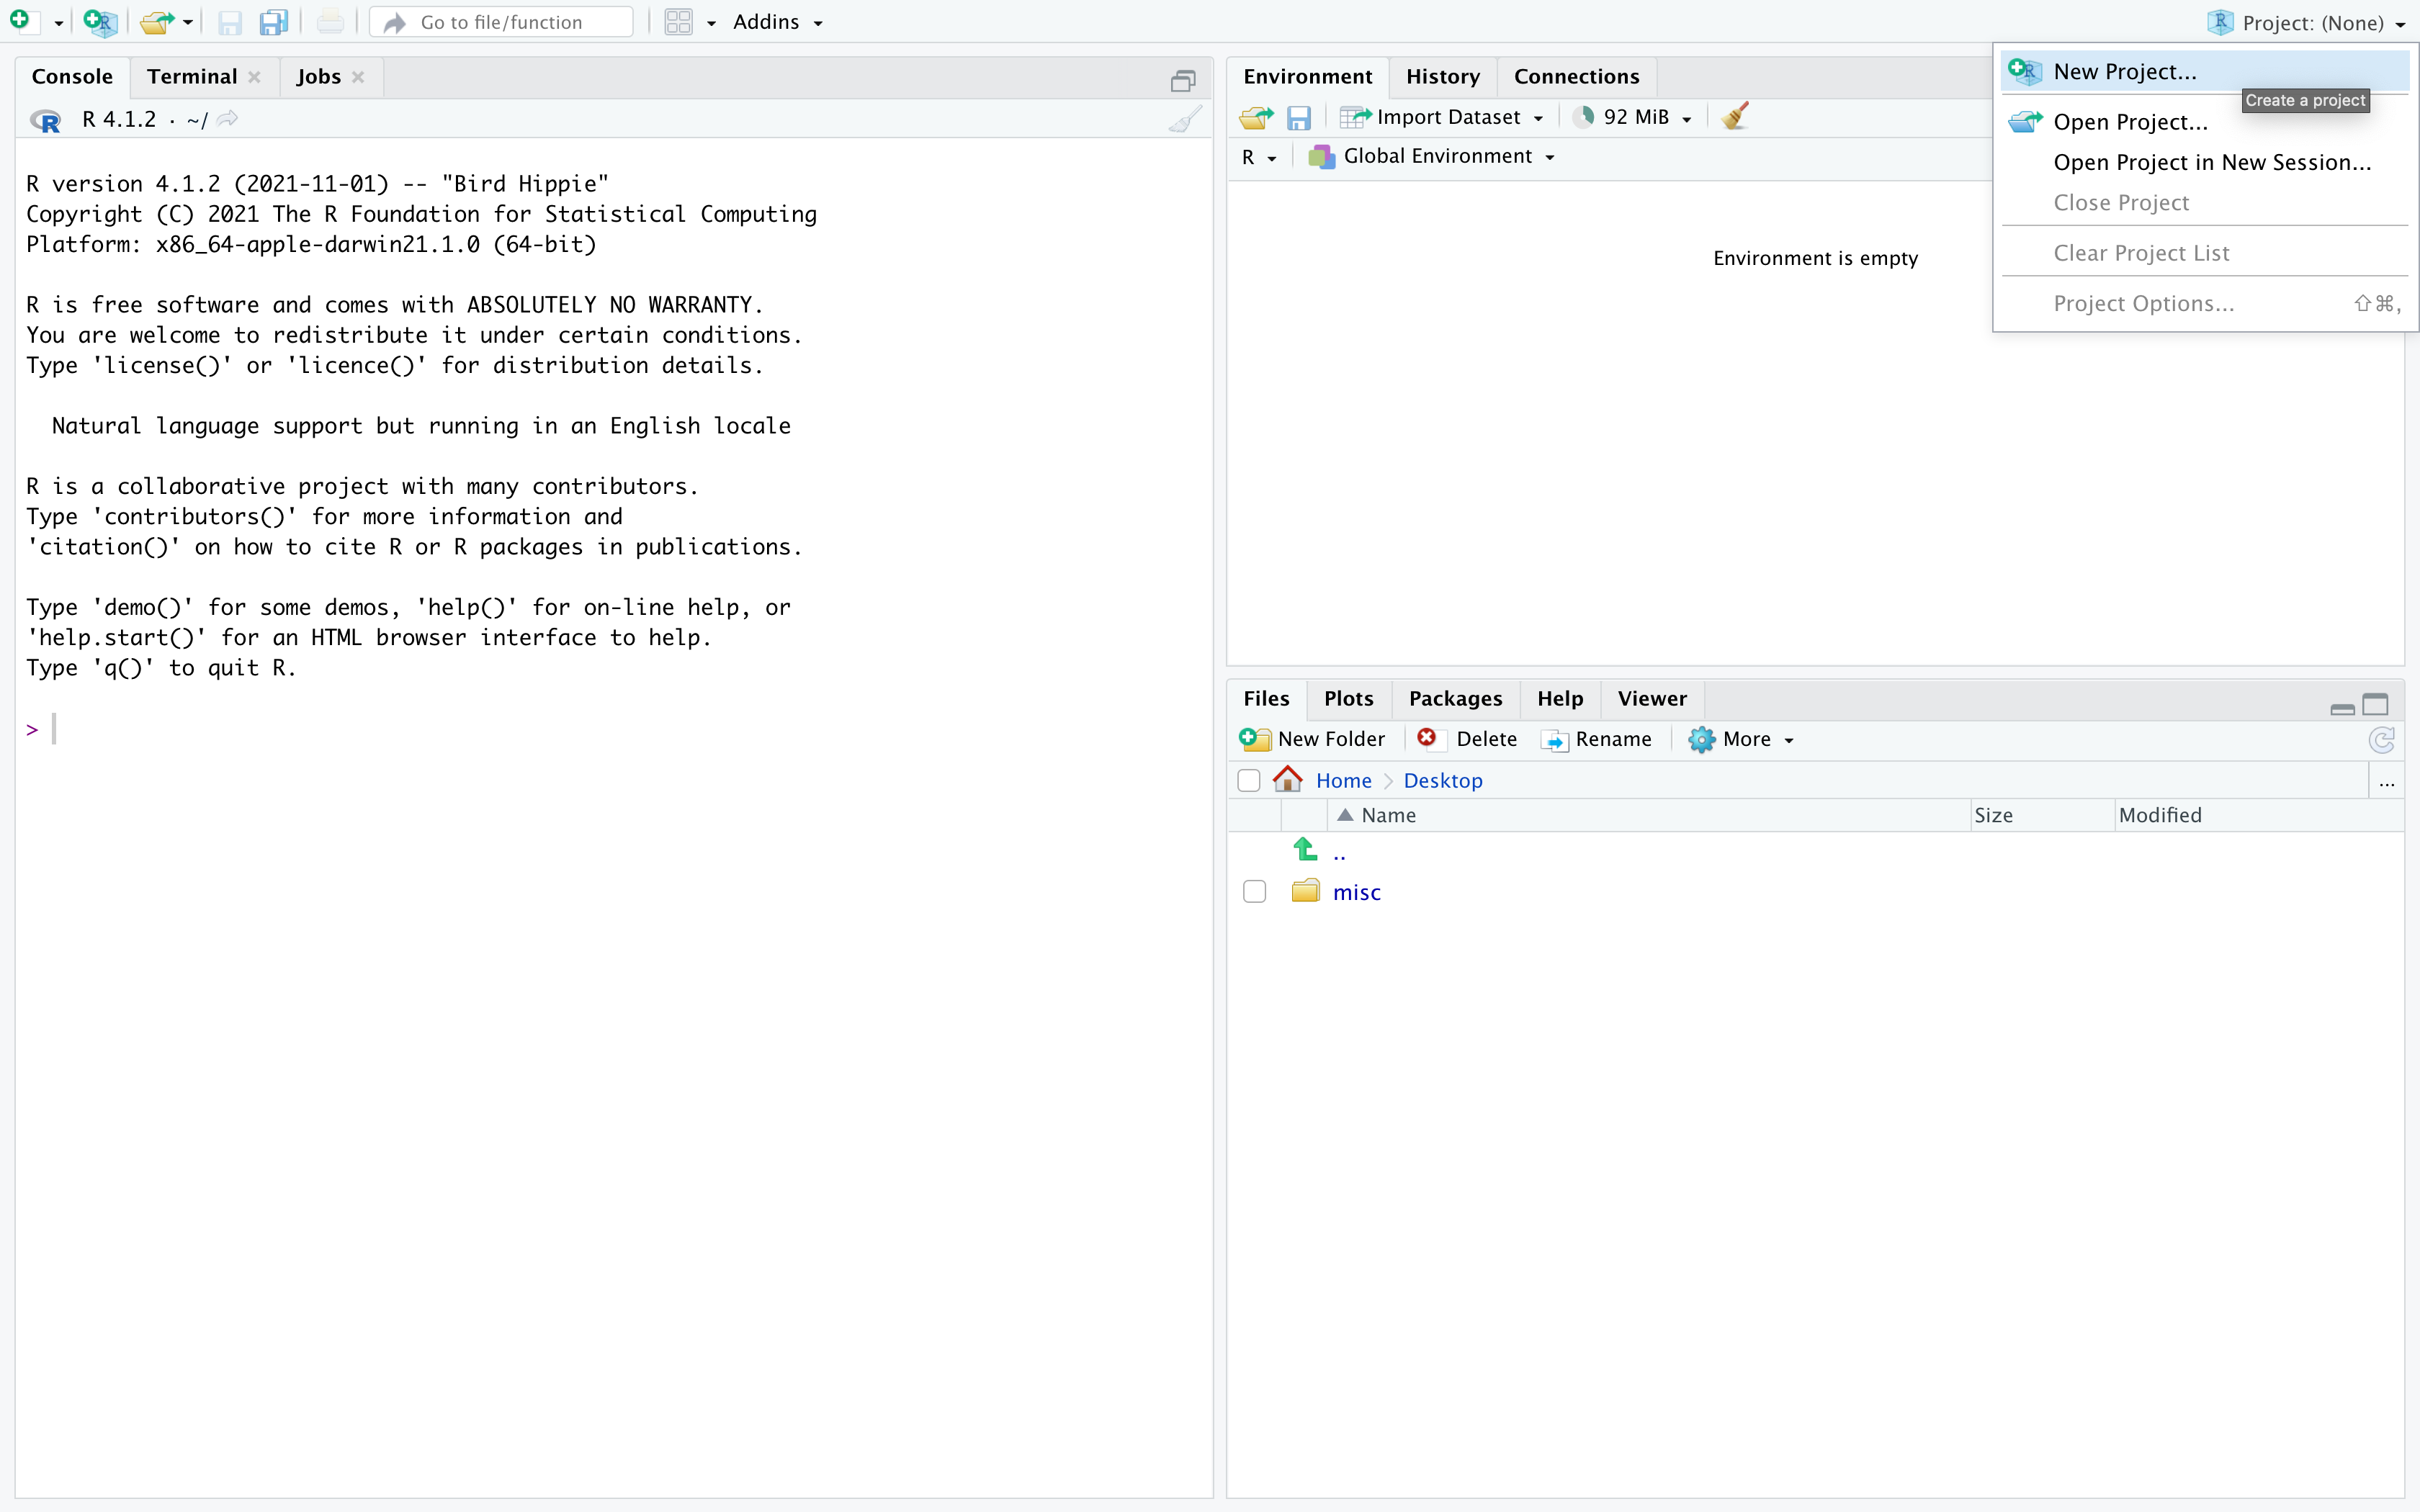 Go to file/function
Addins
Project: (None)
Console
Terminal
Jobs
R 4.1.2 · ~/
R version 4.1.2 (2021-11-01) -- "Bird Hippie"
Copyright (C) 2021 The R Foundation for Statistical Computing
Platform: x86_64-apple-darwin21.1.0 (64-bit)
R is free software and comes with ABSOLUTELY NO WARRANTY.
You are welcome to redistribute it under certain conditions.
Type 'license()' or 'licence()' for distribution details.
Natural language support but running in an English locale
R is a collaborative project with many contributors.
Type 'contributors()' for more information and
'citation()' on how to cite R or R packages in publications.
Type 'demo()' for some demos, 'help()' for on-line help, or
'help.start()' for an HTML browser interface to help.
Type 'q()' to quit R.
>
Environment
History
Connections
Import Dataset
92 MiB
R
Global Environment
Environment is empty
New Project...
Create a project
Open Project...
Open Project in New Session...
Close Project
Clear Project List
Project Options... ⇧⌘,
Files
Plots
Packages
Help
Viewer
New Folder
Delete
Rename
More
Home
Desktop
...
Name
Size
Modified
..
misc